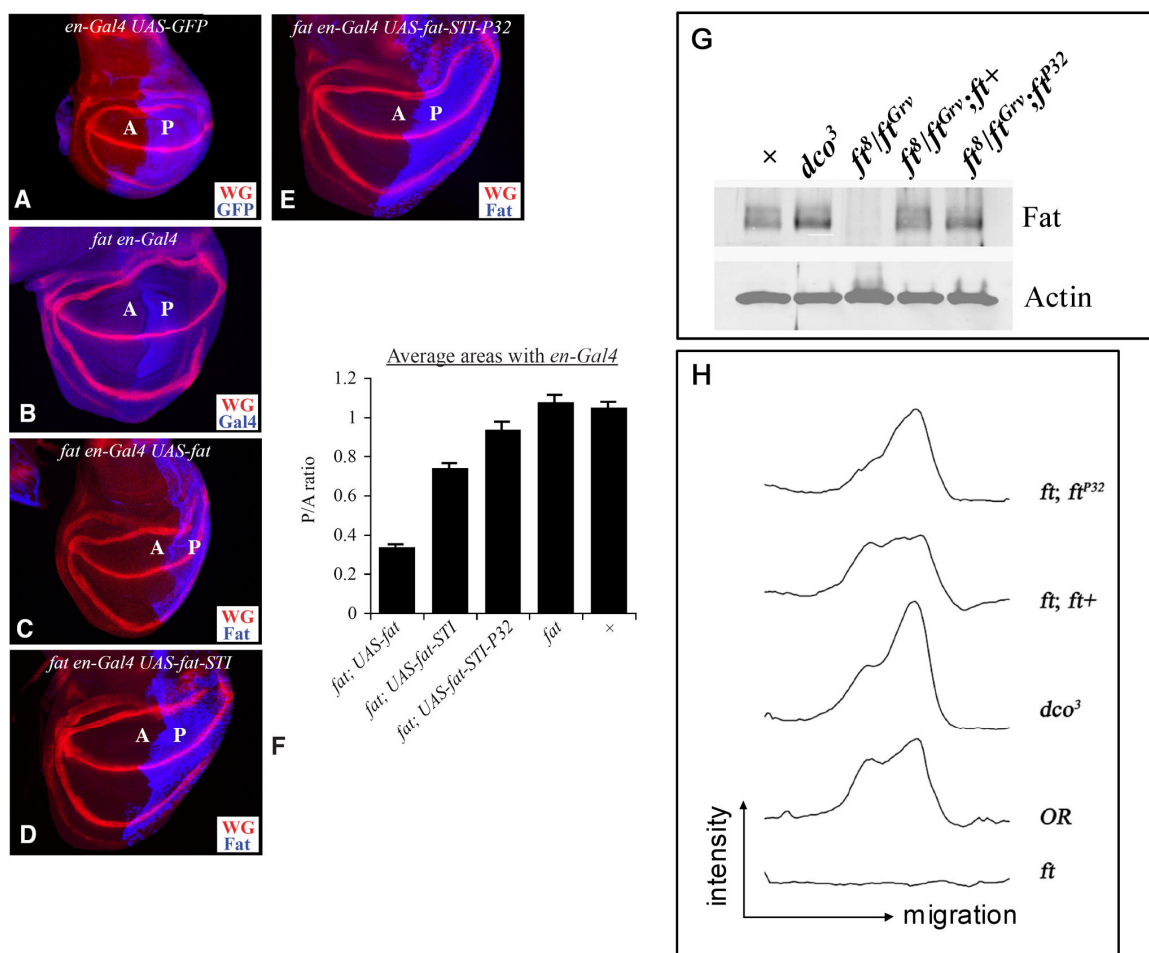 en-Gal4 UAS-GFP
A P
WG
GFP
A
fat en-Gal4
A P
WG
Gal4
B
fat en-Gal4 UAS-fat
A P
WG
Fat
C
fat en-Gal4 UAS-fat-STI
A P
WG
Fat
D
fat en-Gal4 UAS-fat-STI-P32
A P
WG
Fat
E
Average areas with en-Gal4
P/A ratio
1.2
1
0.8
0.6
0.4
0.2
0
fat; UAS-fat
fat; UAS-fat-STI
fat; UAS-fat-STI-P32
fat
×
F
G
×
dco³
ft⁸/ftᴳʳᵛ
ft⁸/ftᴳʳᵛ;ft+
ft⁸/ftᴳʳᵛ;ftᴾ³²
Fat
Actin
H
ft; ftᴾ³²
ft; ft+
dco³
OR
ft
intensity
migration